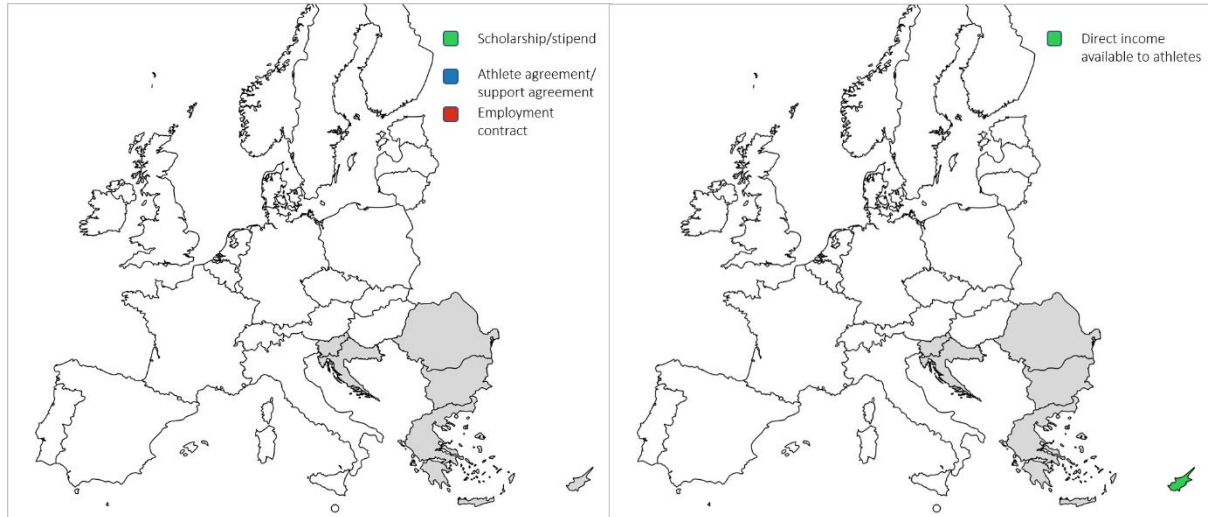 Scholarship/stipend
Athlete agreement/
support agreement
Employment
contract
Direct income
available to athletes